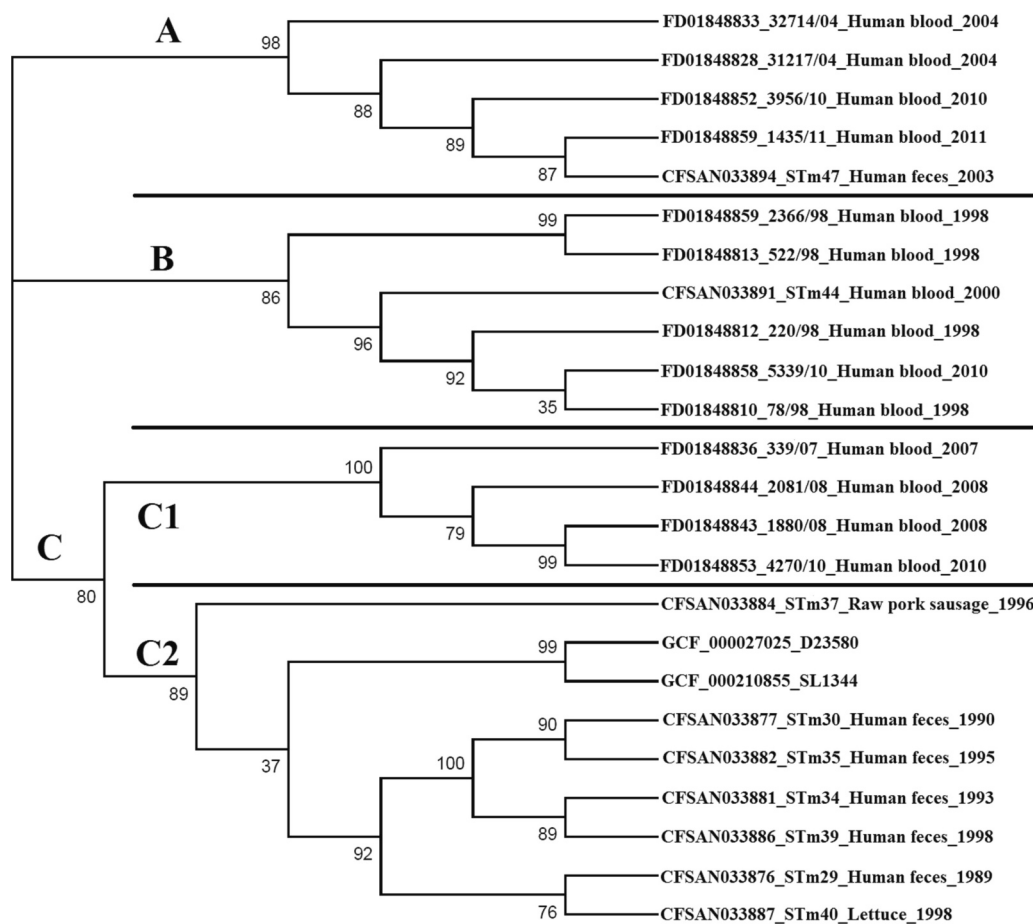 A
98
FD01848833_32714/04_Human blood_2004
FD01848828_31217/04_Human blood_2004
88
FD01848852_3956/10_Human blood_2010
89
FD01848859_1435/11_Human blood_2011
87
CFSAN033894_STm47_Human feces_2003
B
99
FD01848859_2366/98_Human blood_1998
FD01848813_522/98_Human blood_1998
86
CFSAN033891_STm44_Human blood_2000
96
FD01848812_220/98_Human blood_1998
92
FD01848858_5339/10_Human blood_2010
35
FD01848810_78/98_Human blood_1998
C
C1
100
FD01848836_339/07_Human blood_2007
FD01848844_2081/08_Human blood_2008
79
FD01848843_1880/08_Human blood_2008
99
FD01848853_4270/10_Human blood_2010
80
C2
CFSAN033884_STm37_Raw pork sausage_1996
89
99
GCF_000027025_D23580
GCF_000210855_SL1344
37
90
CFSAN033877_STm30_Human feces_1990
CFSAN033882_STm35_Human feces_1995
100
CFSAN033881_STm34_Human feces_1993
89
CFSAN033886_STm39_Human feces_1998
92
CFSAN033876_STm29_Human feces_1989
76
CFSAN033887_STm40_Lettuce_1998